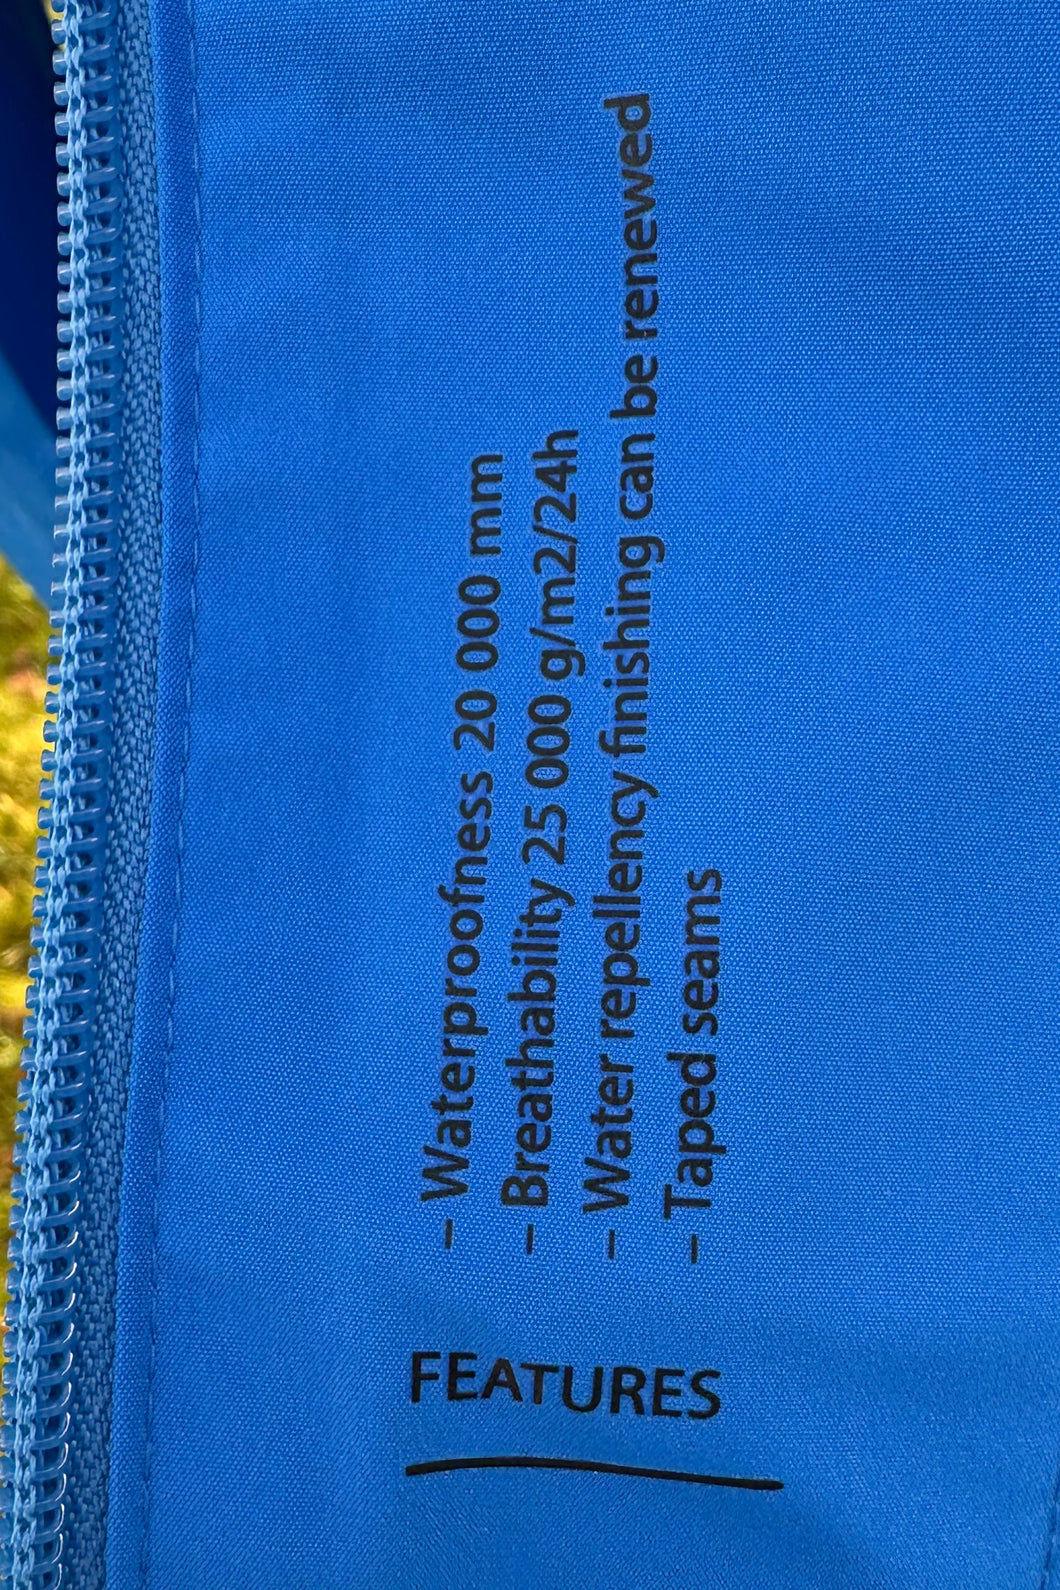 FEATURES
– Waterproofness 20 000 mm
– Breathability 25 000 g/m2/24h
– Water repellency finishing can be renewed
– Taped seams